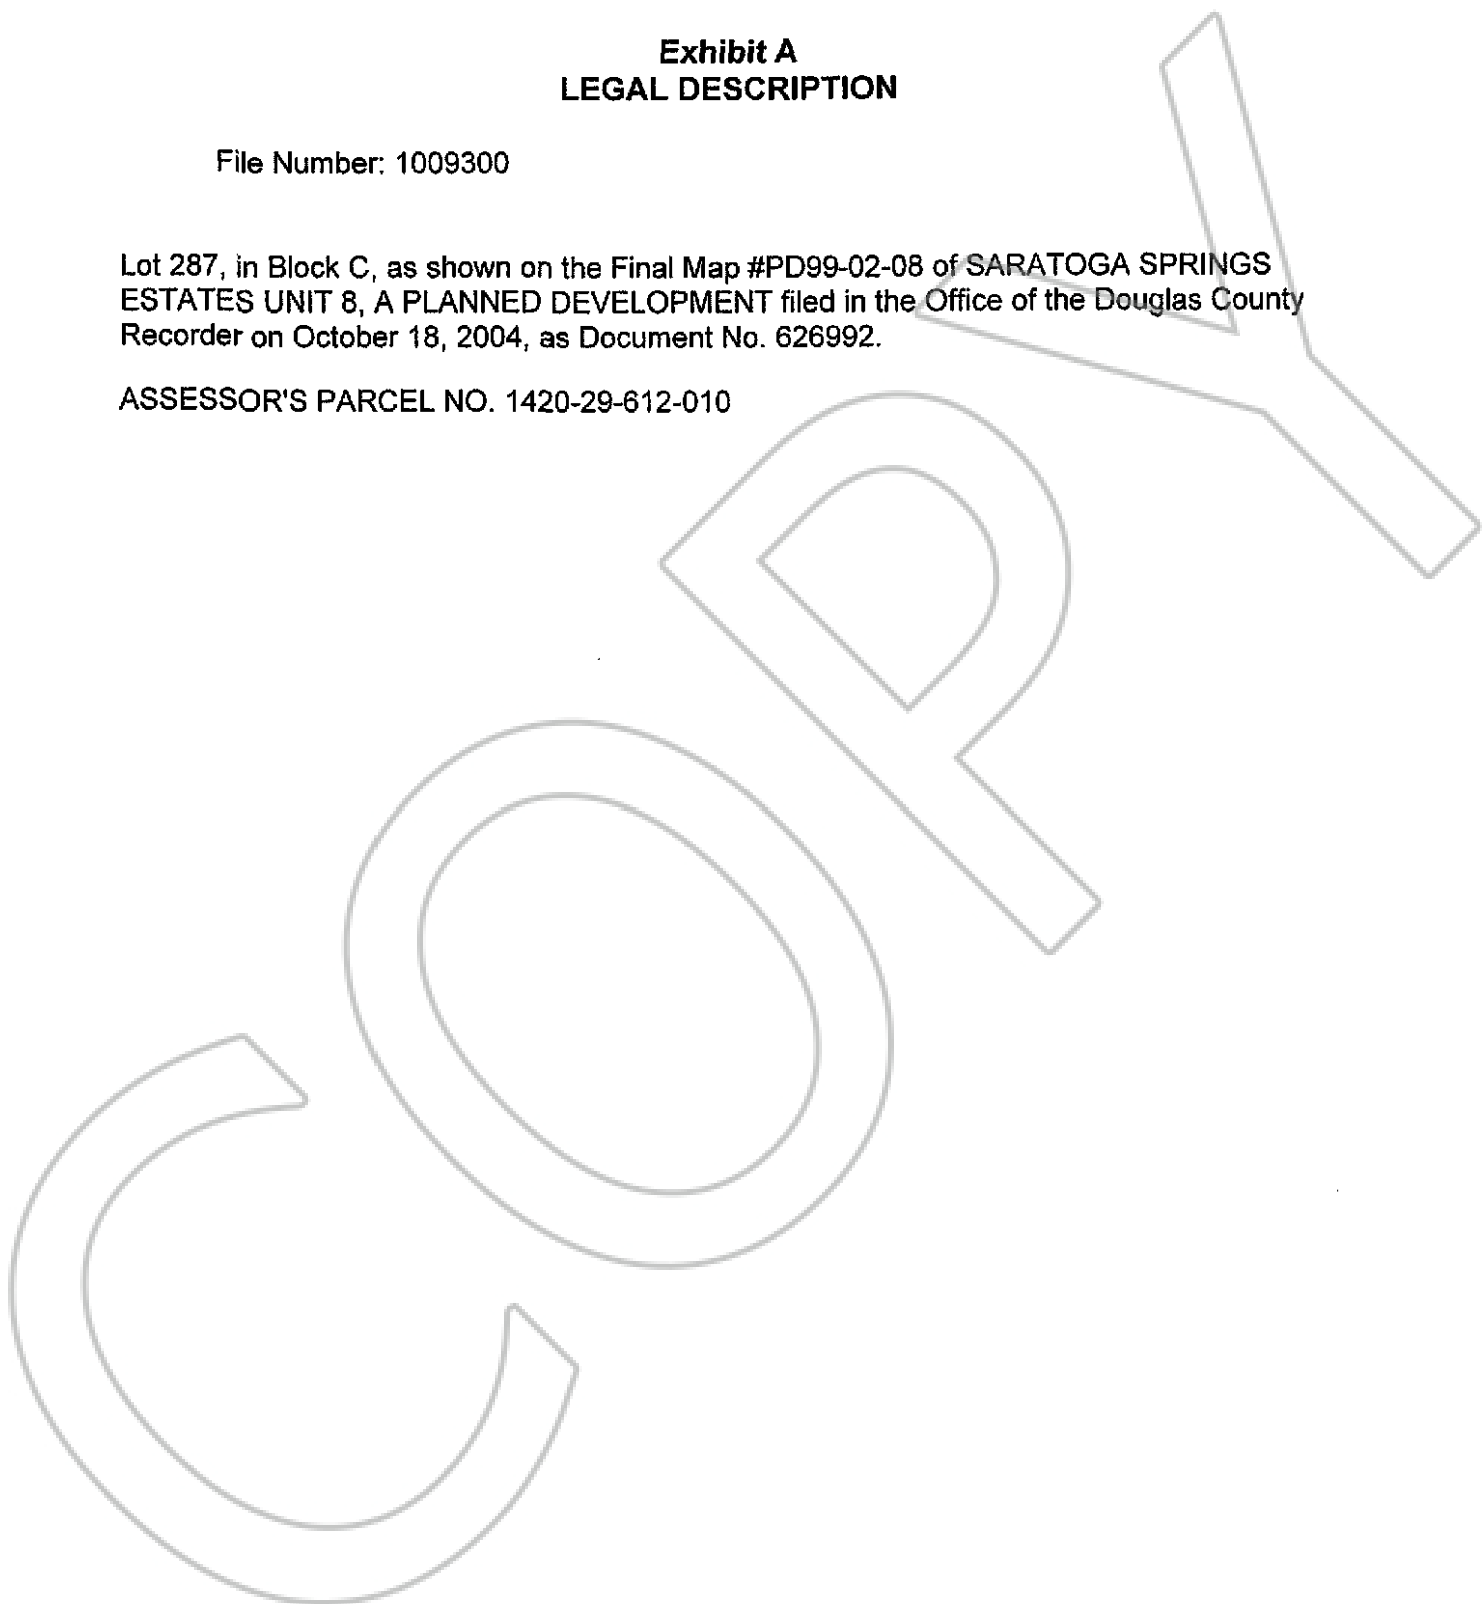 Exhibit A
LEGAL DESCRIPTION
File Number: 1009300
Lot 287, in Block C, as shown on the Final Map #PD99-02-08 of SARATOGA SPRINGS
ESTATES UNIT 8, A PLANNED DEVELOPMENT filed in the Office of the Douglas County
Recorder on October 18, 2004, as Document No. 626992.
ASSESSOR'S PARCEL NO. 1420-29-612-010
COPY